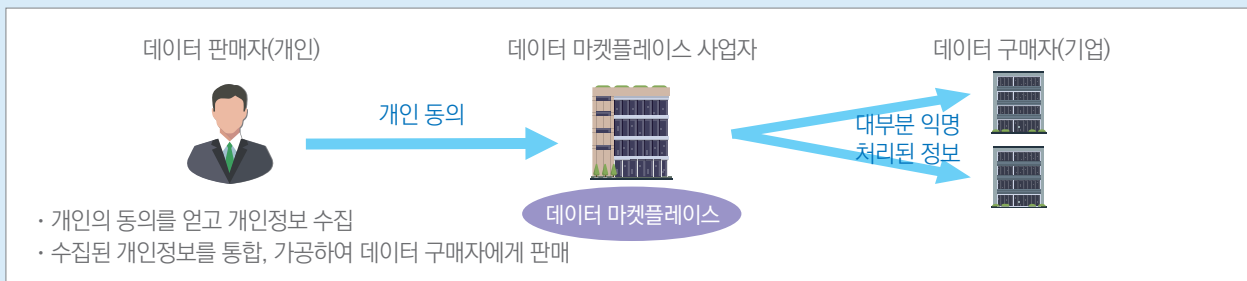 데이터 판매자(개인)
데이터 마켓플레이스 사업자
데이터 구매자(기업)
개인 동의
대부분 익명
처리된 정보
데이터 마켓플레이스
· 개인의 동의를 얻고 개인정보 수집
· 수집된 개인정보를 통합, 가공하여 데이터 구매자에게 판매